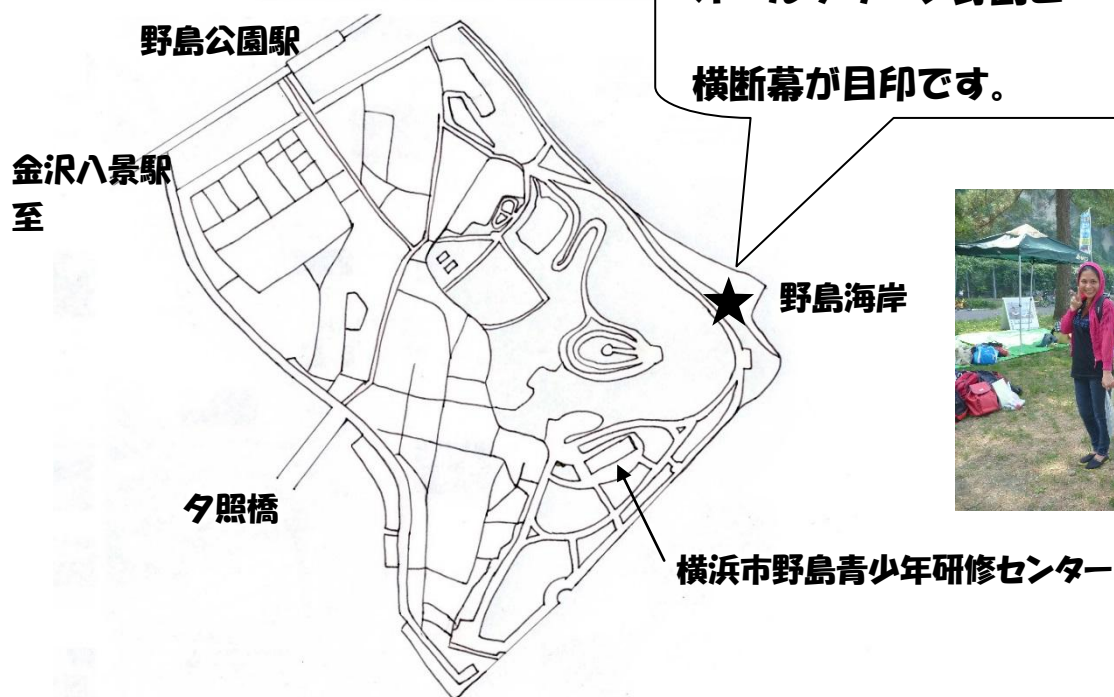 横断幕が目印です。
野島公園駅
金沢八景駅
至
野島海岸
夕照橋
横浜市野島青少年研修センター